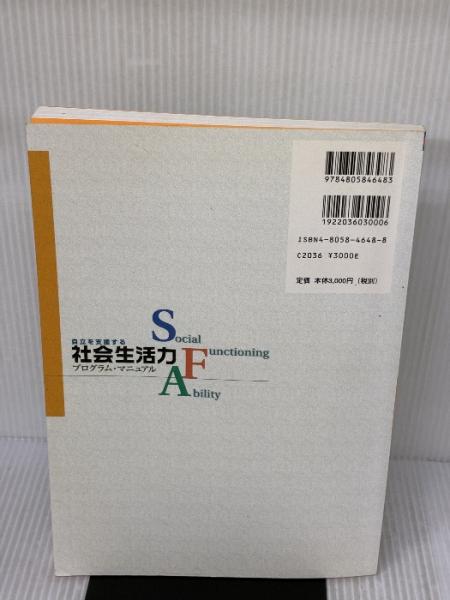 9784805846483
1922036030006
ISBN4-8058-4648-8
C2036 ¥3000E
定価 本体3,000円(税別)
自立を支援する
社会生活力
プログラム・マニュアル
Social
Functioning
Ability